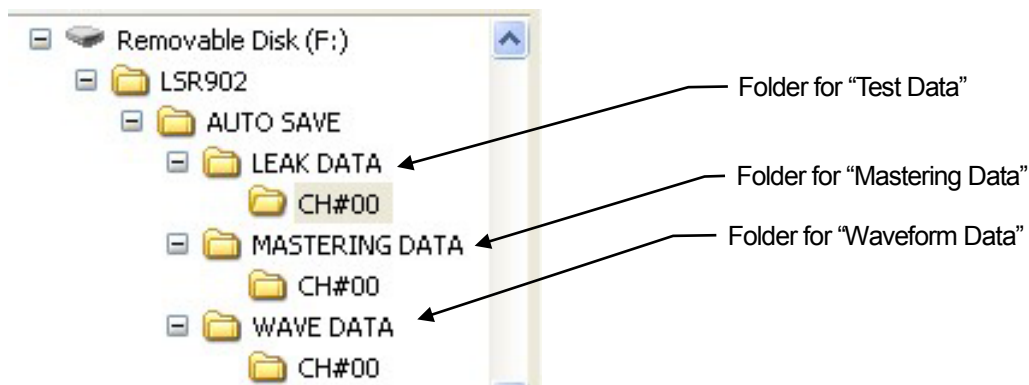 Removable Disk (F:)
LSR902
AUTO SAVE
LEAK DATA
CH#00
MASTERING DATA
CH#00
WAVE DATA
CH#00
Folder for “Test Data”
Folder for “Mastering Data”
Folder for “Waveform Data”